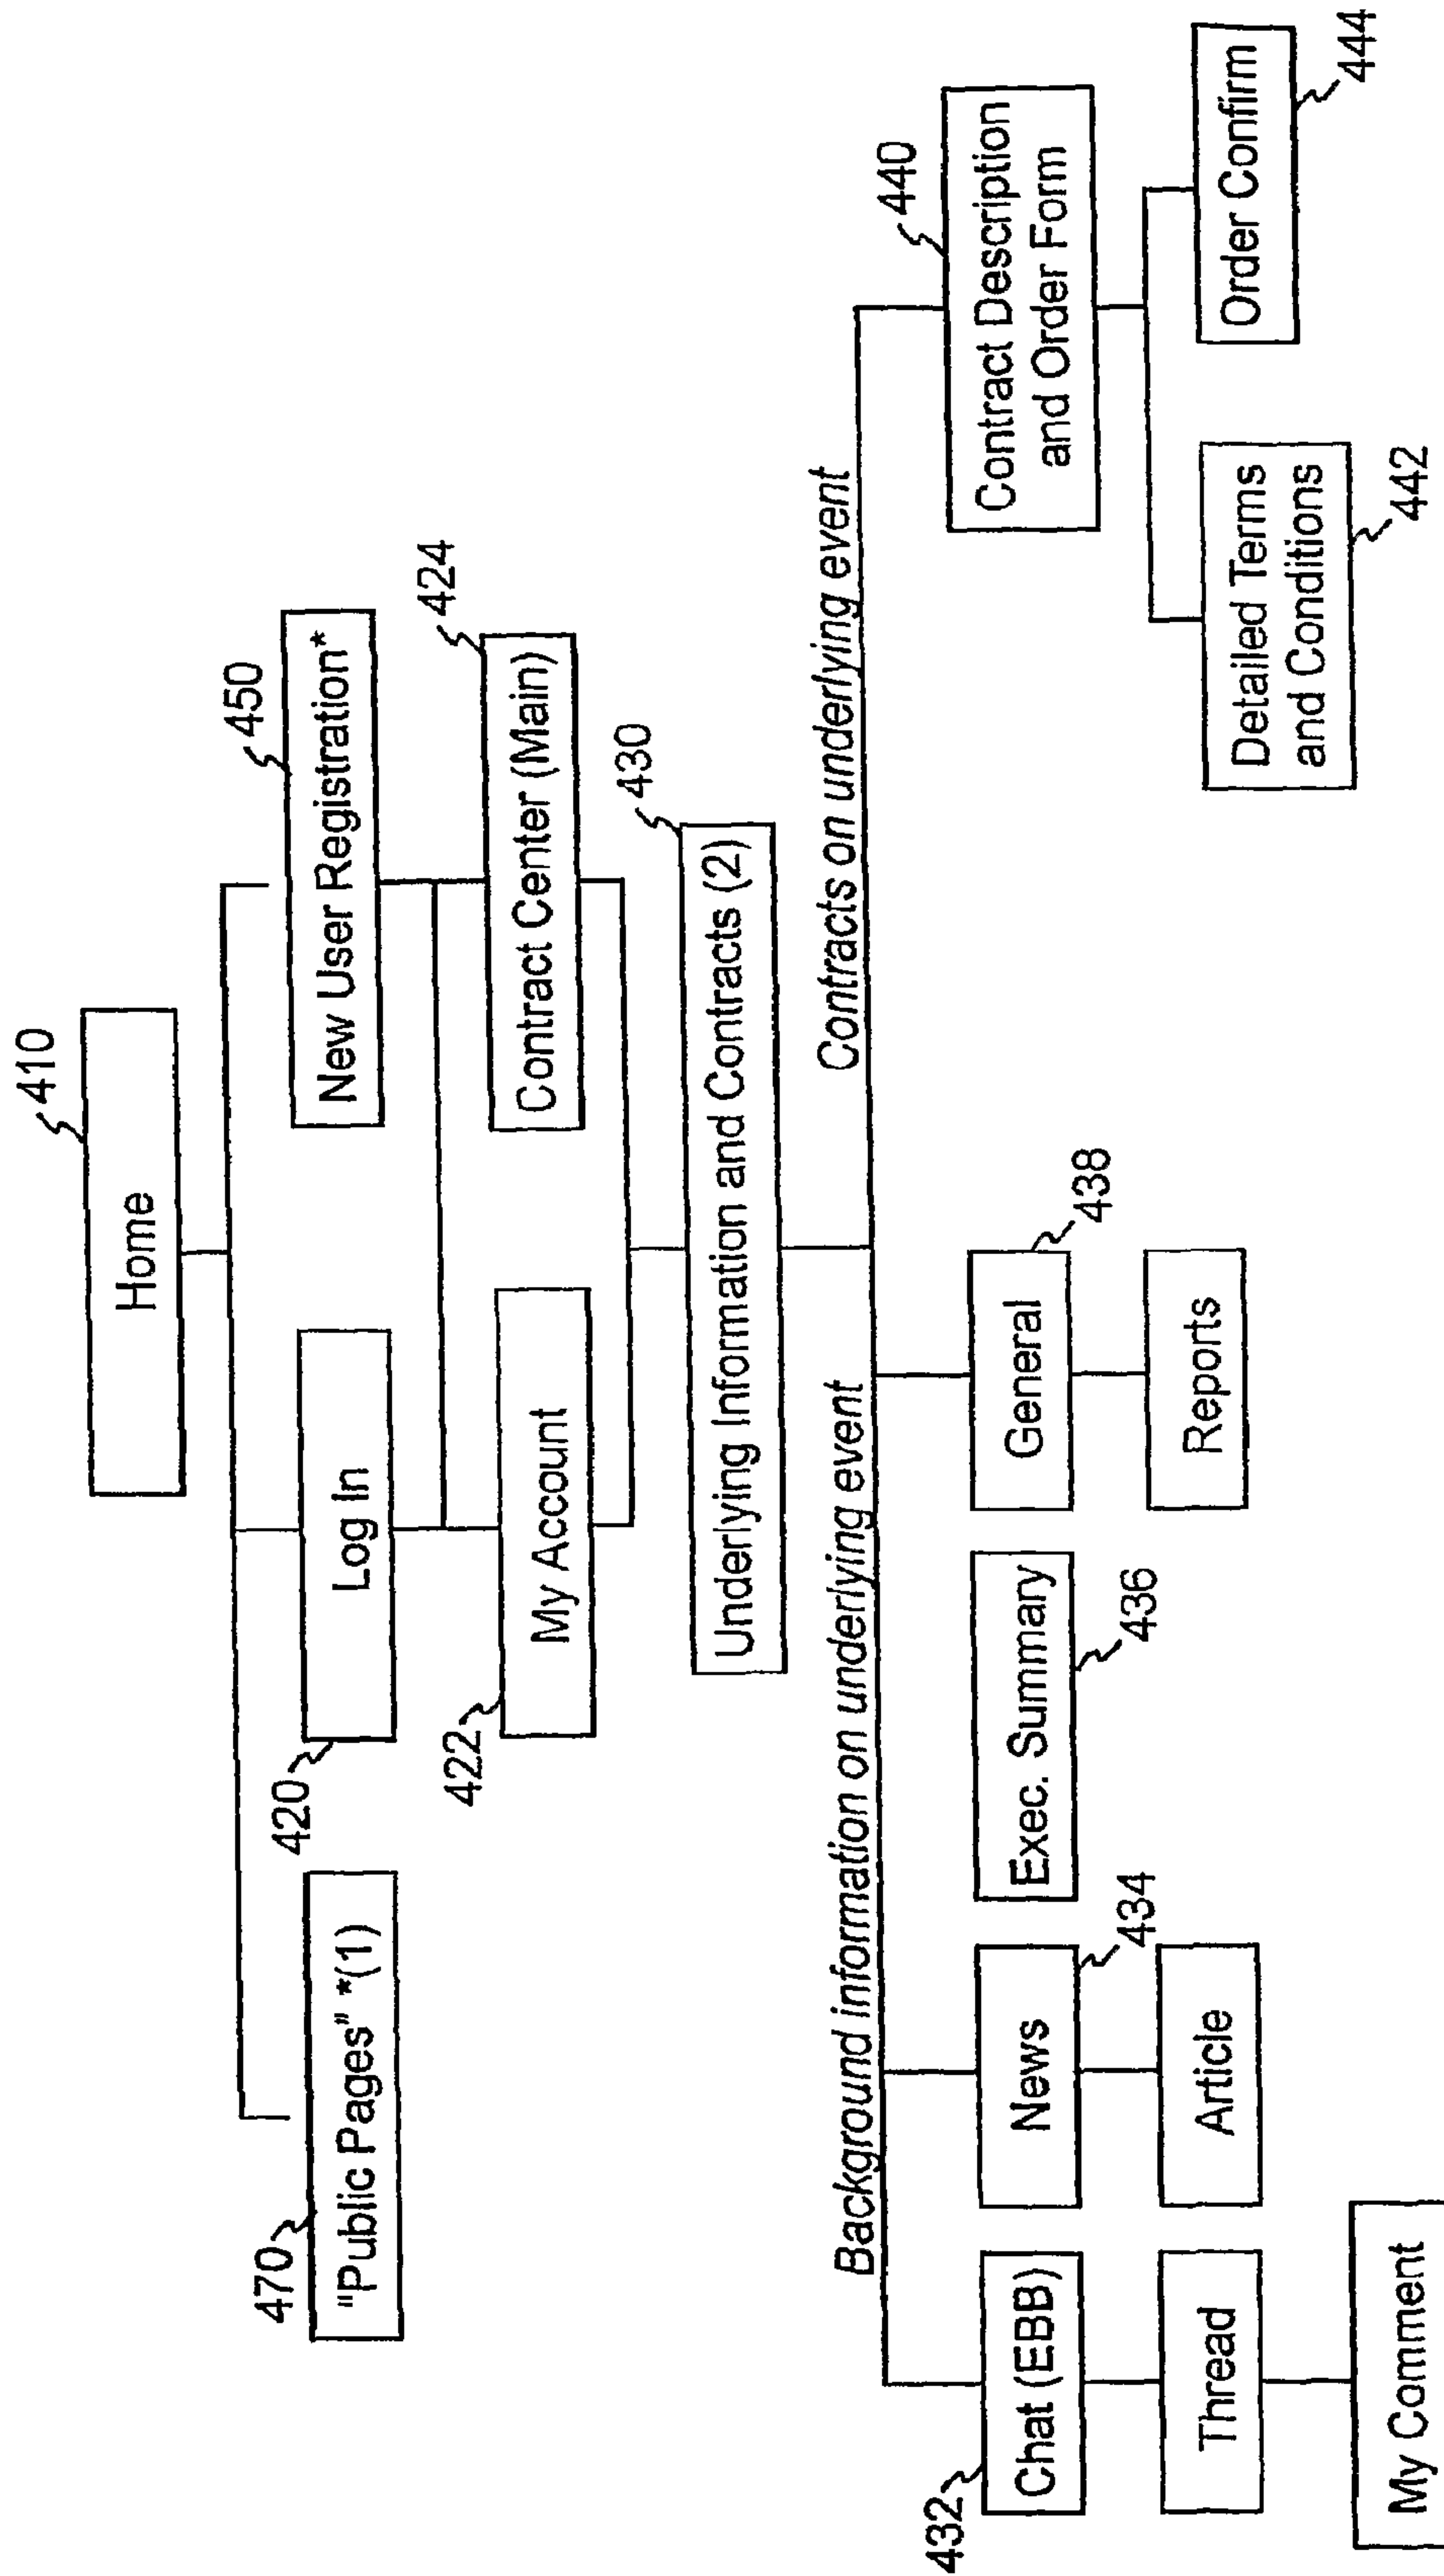 410
Home
470
"Public Pages" *(1)
420
Log In
450
New User Registration*
422
My Account
424
Contract Center (Main)
430
Underlying Information and Contracts (2)
Background information on underlying event
Contracts on underlying event
432
Chat (EBB)
News
434
Exec. Summary
436
General
438
440
Contract Description
and Order Form
Thread
Article
Reports
Detailed Terms
and Conditions
442
Order Confirm
444
My Comment